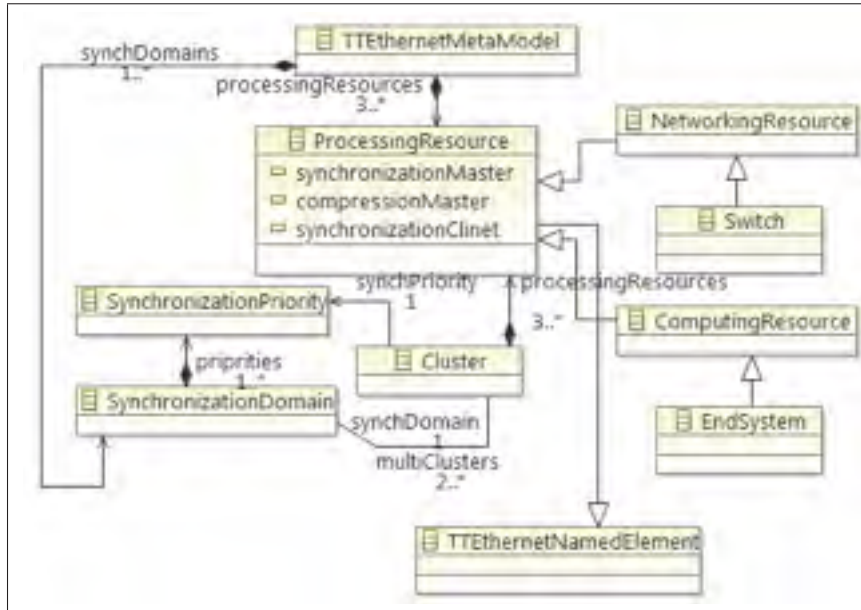 TTEthernetMetaModel
synchDomains
1..*
processingResources
3..*
ProcessingResource
synchronizationMaster
compressionMaster
synchronizationClinet
NetworkingResource
Switch
synchPriority
1
processingResources
3..*
SynchronizationPriority
ComputingResource
Cluster
priprities
1..*
SynchronizationDomain
synchDomain
1
multiClusters
2..*
EndSystem
TTEthernetNamedElement